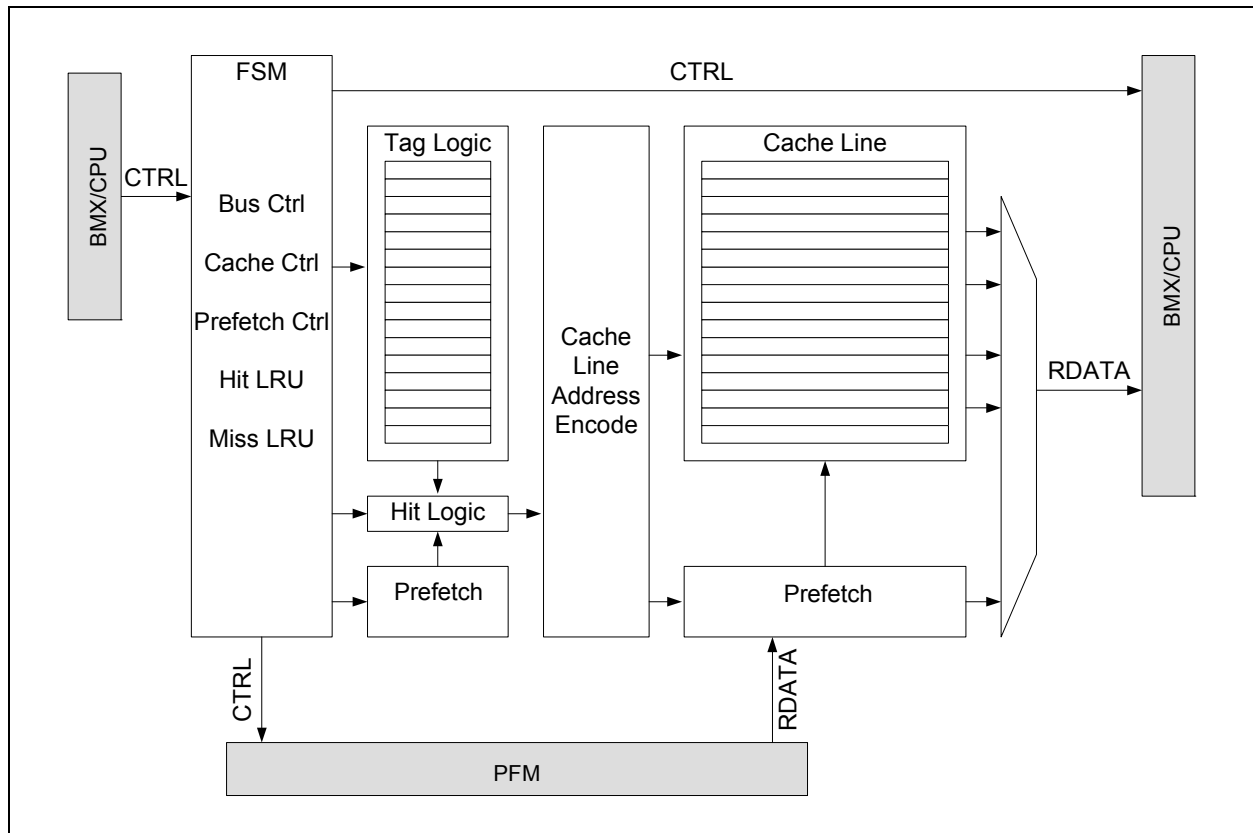 FSM
CTRL
BMX/CPU
CTRL
Bus Ctrl
Cache Ctrl
Prefetch Ctrl
Hit LRU
Miss LRU
Tag Logic
Hit Logic
Prefetch
Cache
Line
Address
Encode
Cache Line
Prefetch
RDATA
BMX/CPU
CTRL
RDATA
PFM